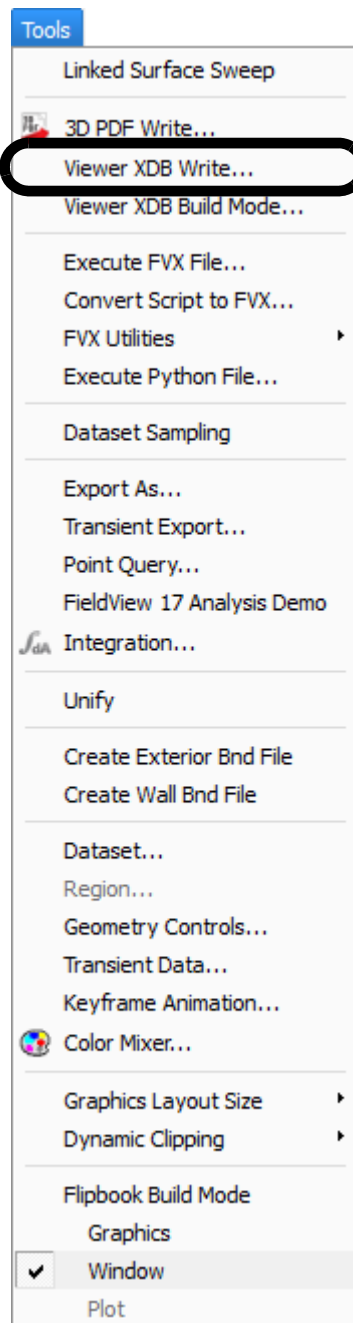 Tools
Linked Surface Sweep
3D PDF Write...
Viewer XDB Write...
Viewer XDB Build Mode...
Execute FVX File...
Convert Script to FVX...
FVX Utilities
Execute Python File...
Dataset Sampling
Export As...
Transient Export...
Point Query...
FieldView 17 Analysis Demo
∫dA Integration...
Unify
Create Exterior Bnd File
Create Wall Bnd File
Dataset...
Region...
Geometry Controls...
Transient Data...
Keyframe Animation...
Color Mixer...
Graphics Layout Size
Dynamic Clipping
Flipbook Build Mode
Graphics
Window
Plot